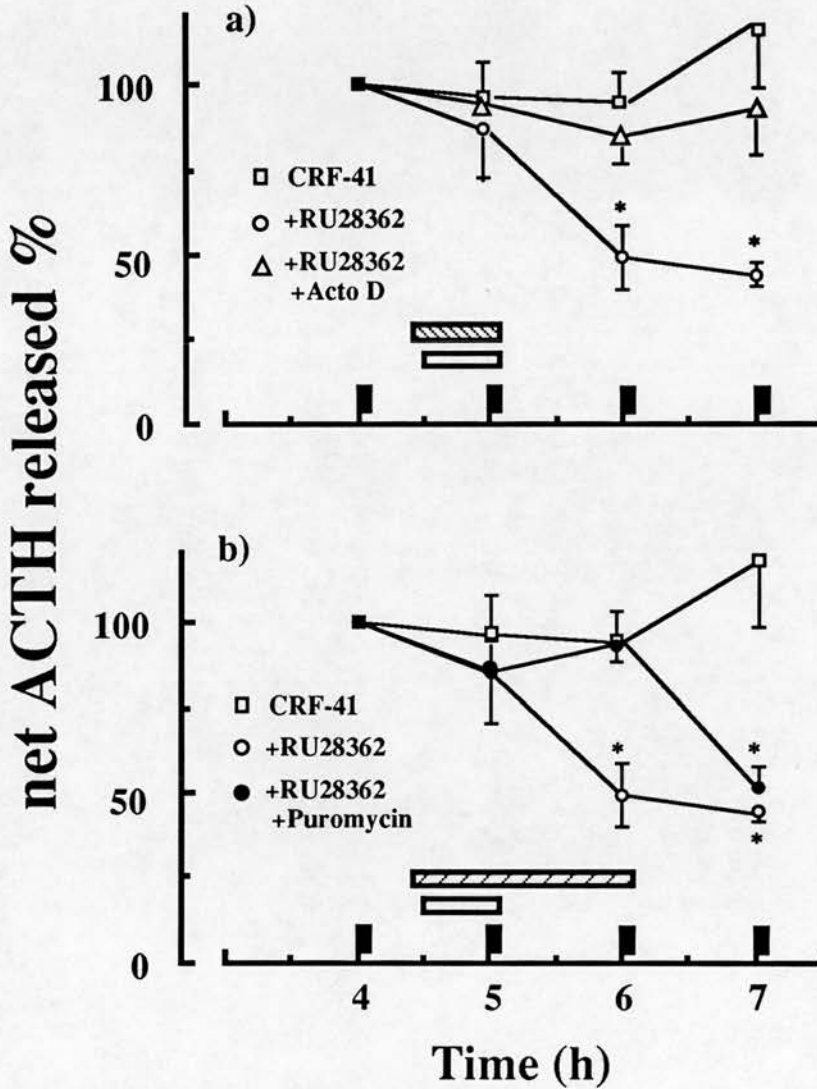 net ACTH released %
a)
100
50
0
CRF-41
+RU28362
+RU28362
+Acto D
*
*
b)
100
50
0
CRF-41
+RU28362
+RU28362
+Puromycin
*
*
*
4 5 6 7
Time (h)